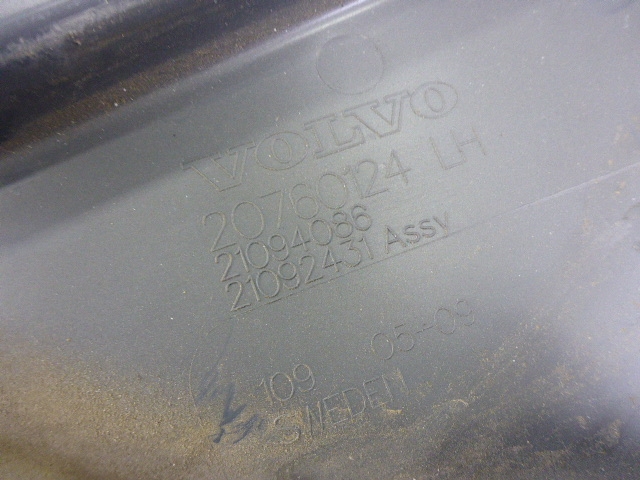 VOLVO
20760124 LH
21094086
21092431 Assy
109 05-09
SWEDEN